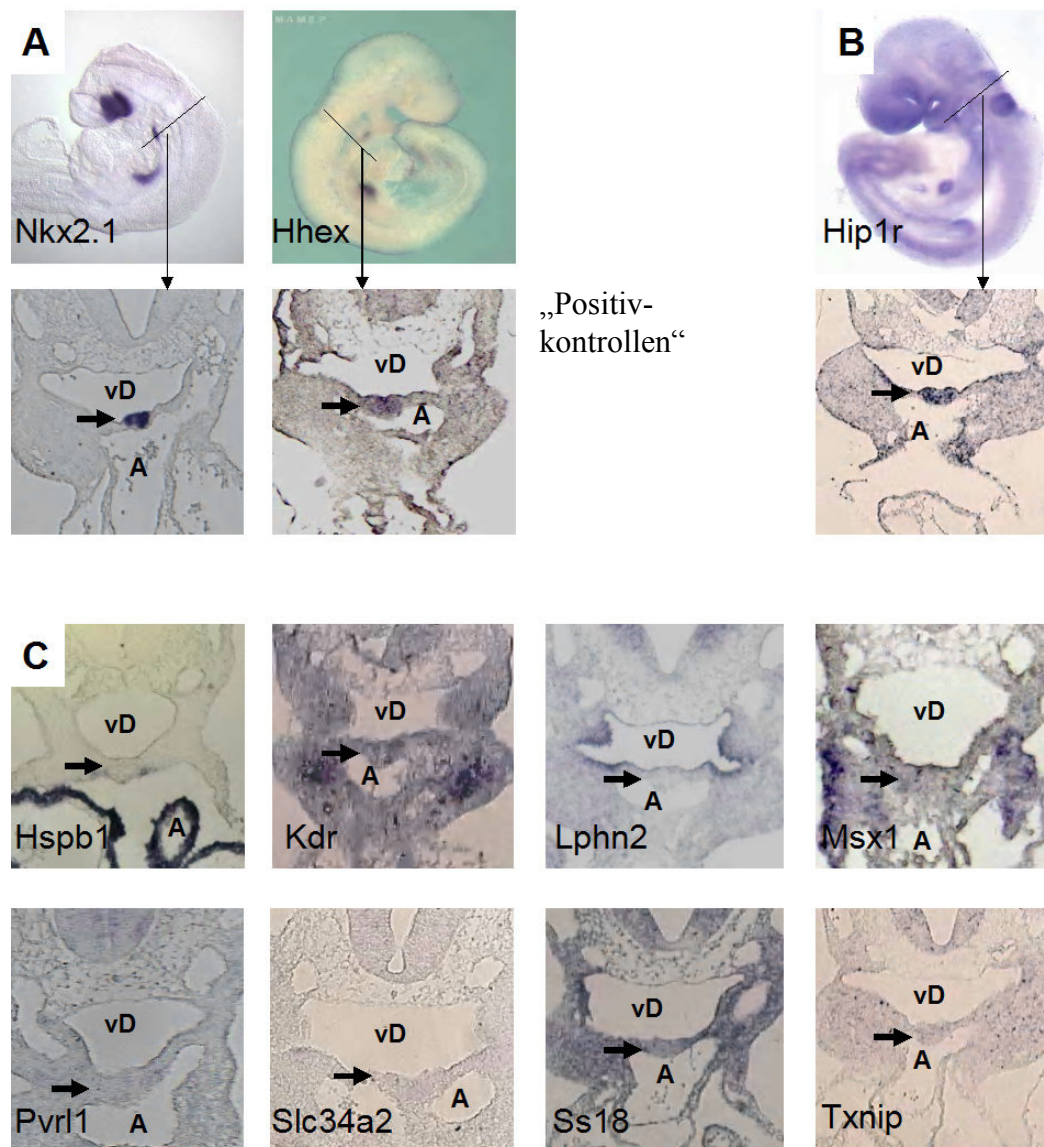 A
MAMEP
B
Nkx2.1
Hhex
Hip1r
vD
A
vD
A
„Positiv-
kontrollen“
vD
A
C
vD
A
Hspb1
vD
A
Kdr
vD
A
Lphn2
vD
A
Msx1
vD
A
Pvrl1
vD
A
Slc34a2
vD
A
Ss18
vD
A
Txnip